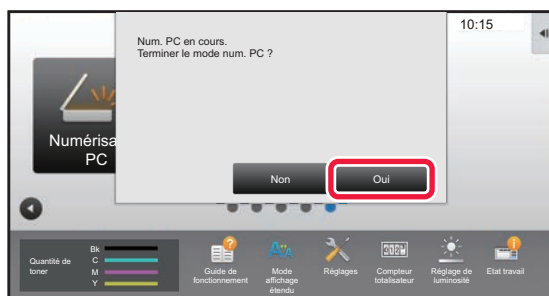 10:15
Num. PC en cours.
Terminer le mode num. PC ?
Numérisa
PC
Non
Oui
Quantité de
toner
Bk
C
M
Y
Guide de
fonctionnement
Mode
affichage
étendu
Réglages
Compteur
totalisateur
Réglage de
luminosité
Etat travail